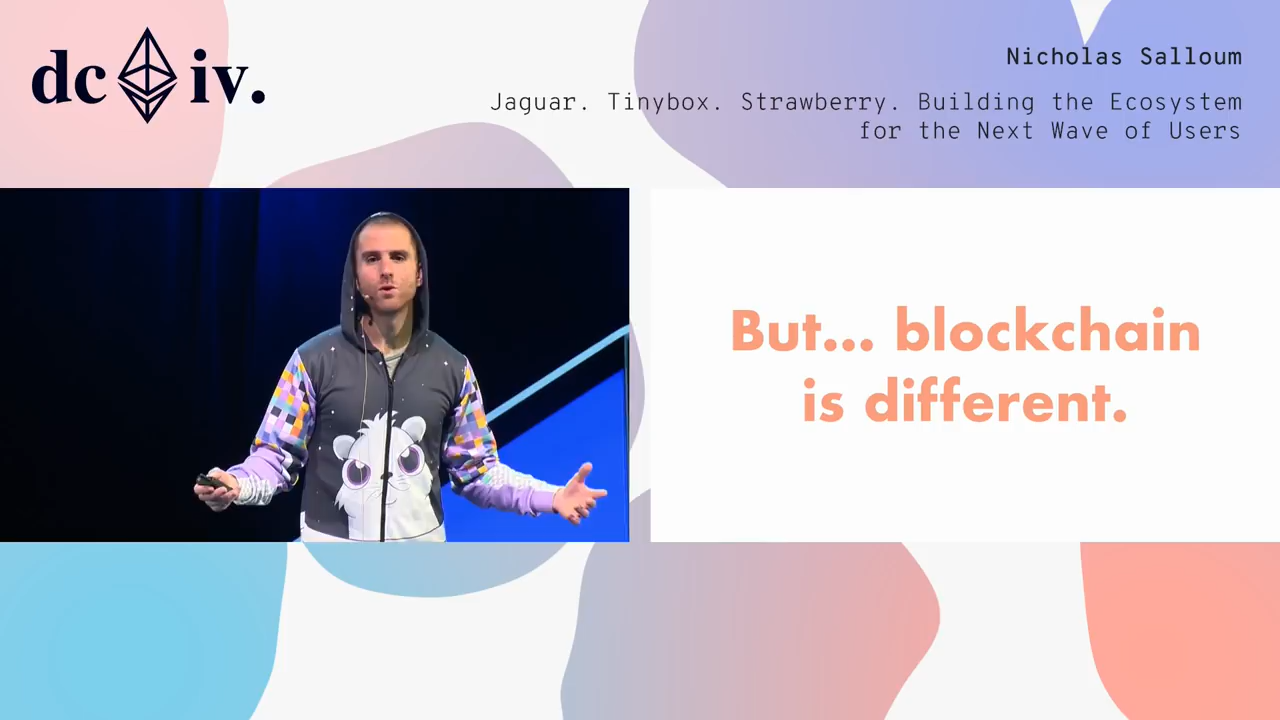 dc iv.
Nicholas Salloum
Jaguar. Tinybox. Strawberry. Building the Ecosystem
for the Next Wave of Users
But... blockchain
is different.